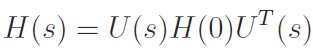 H(s) = U(s)H(0)U^T(s)